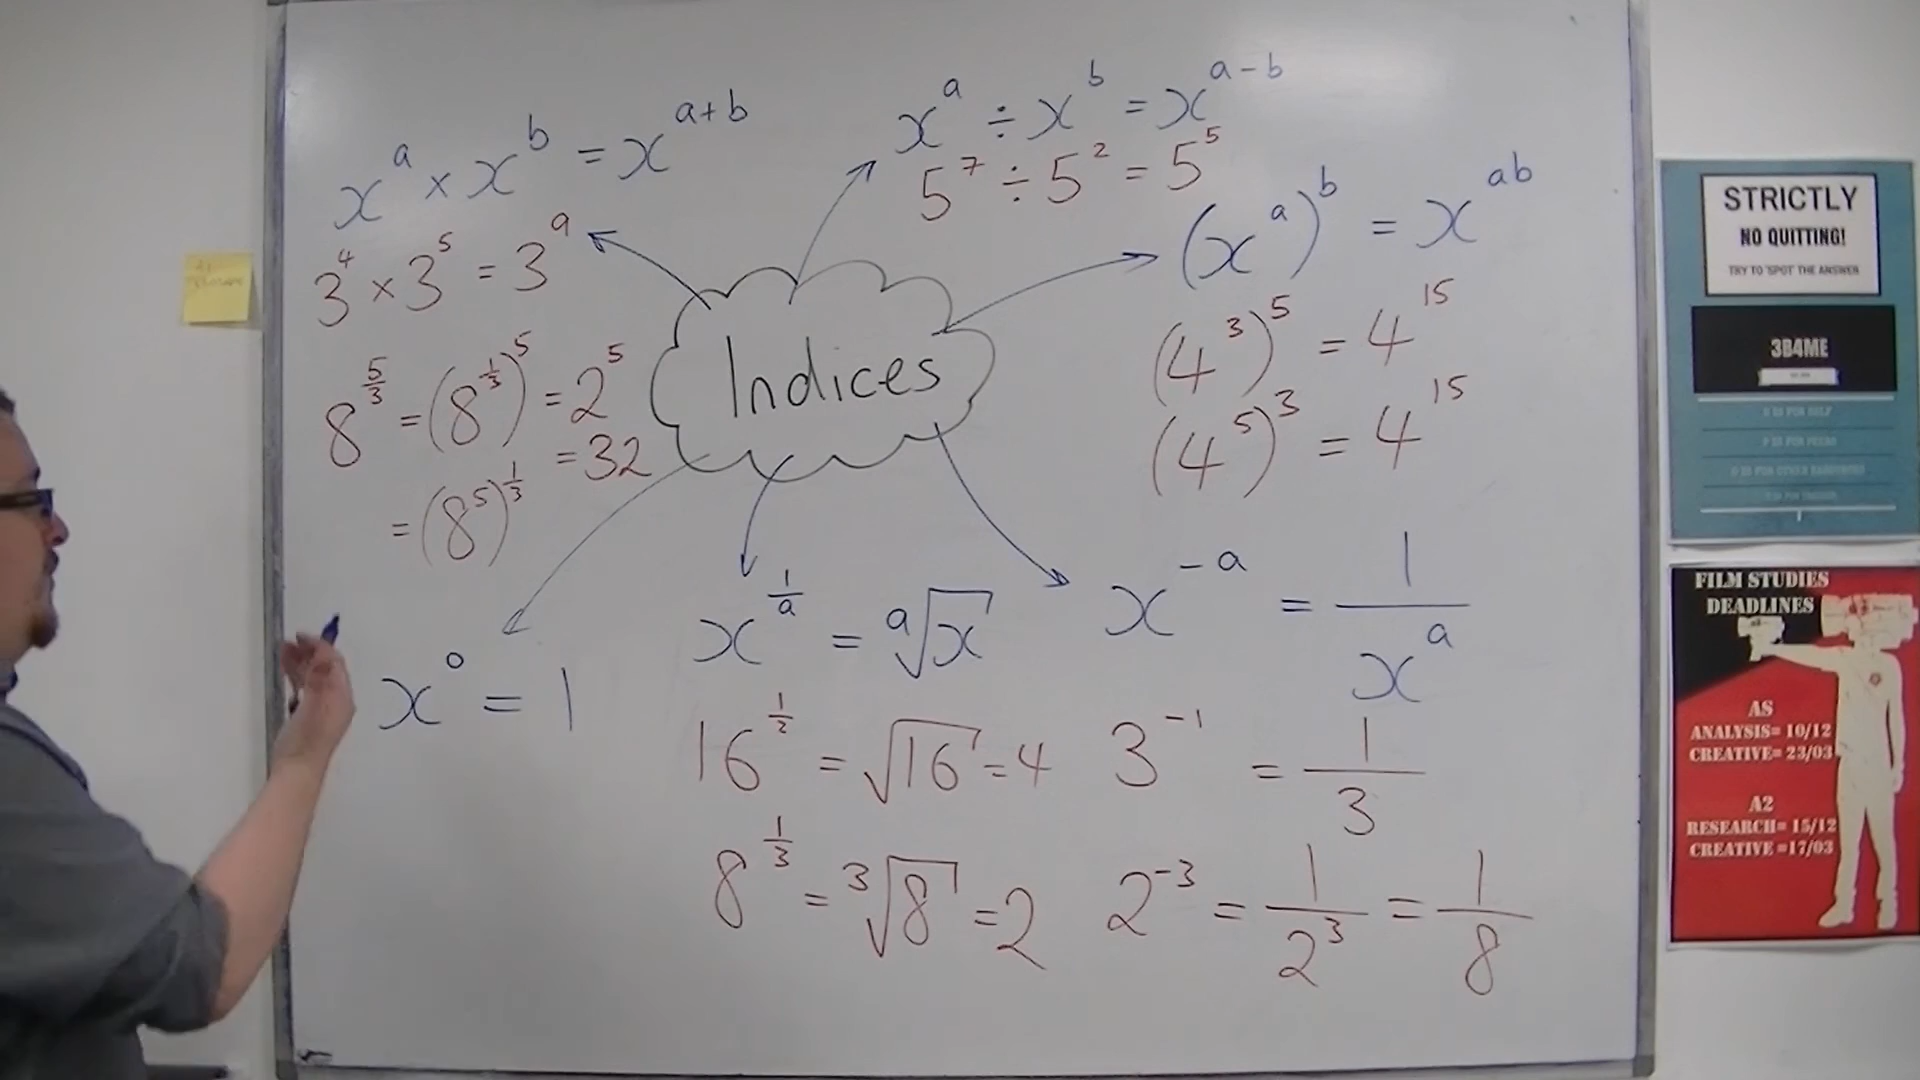 x^a × x^b = x^{a+b}
3^4 × 3^5 = 3^9
8^{5/3} = (8^{1/3})^5 = 2^5
= 32
= (8^5)^{1/3}
x^a ÷ x^b = x^{a-b}
5^7 ÷ 5^2 = 5^5
(x^a)^b = x^{ab}
(4^3)^5 = 4^{15}
(4^5)^3 = 4^{15}
Indices
x^0 = 1
x^{1/a} = ᵃ√x
16^{1/2} = √16 = 4
8^{1/3} = ³√8 = 2
x^{-a} = 1/x^a
3^{-1} = 1/3
2^{-3} = 1/2^3 = 1/8
STRICTLY
NO QUITTING!
TRY TO 'SPOT' THE ANSWER
3B4ME
FILM STUDIES
DEADLINES
AS
ANALYSIS= 10/12
CREATIVE= 23/03
A2
RESEARCH= 15/12
CREATIVE =17/03